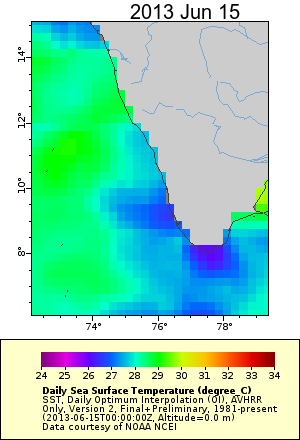 2013 Jun 15
14°
12°
10°
8°
74° 76° 78°
24 25 26 27 28 29 30 31 32 33 34
Daily Sea Surface Temperature (degree_C)
SST, Daily Optimum Interpolation (OI), AVHRR
Only, Version 2, Final+Preliminary, 1981-present
(2013-06-15T00:00:00Z, Altitude=0.0 m)
Data courtesy of NOAA NCEI